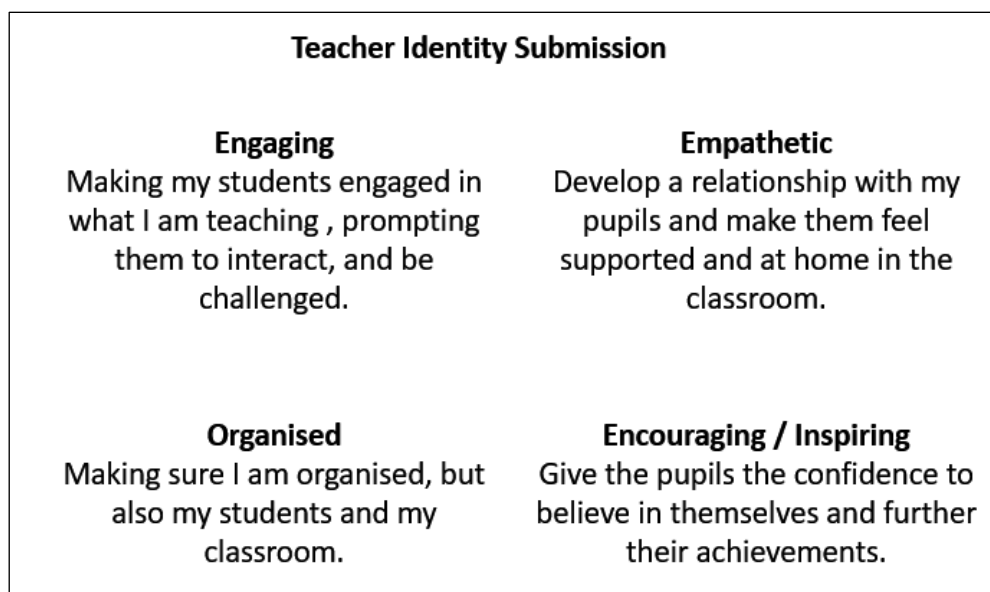 Teacher Identity Submission
Engaging
Making my students engaged in
what I am teaching , prompting
them to interact, and be
challenged.
Empathetic
Develop a relationship with my
pupils and make them feel
supported and at home in the
classroom.
Organised
Making sure I am organised, but
also my students and my
classroom.
Encouraging / Inspiring
Give the pupils the confidence to
believe in themselves and further
their achievements.